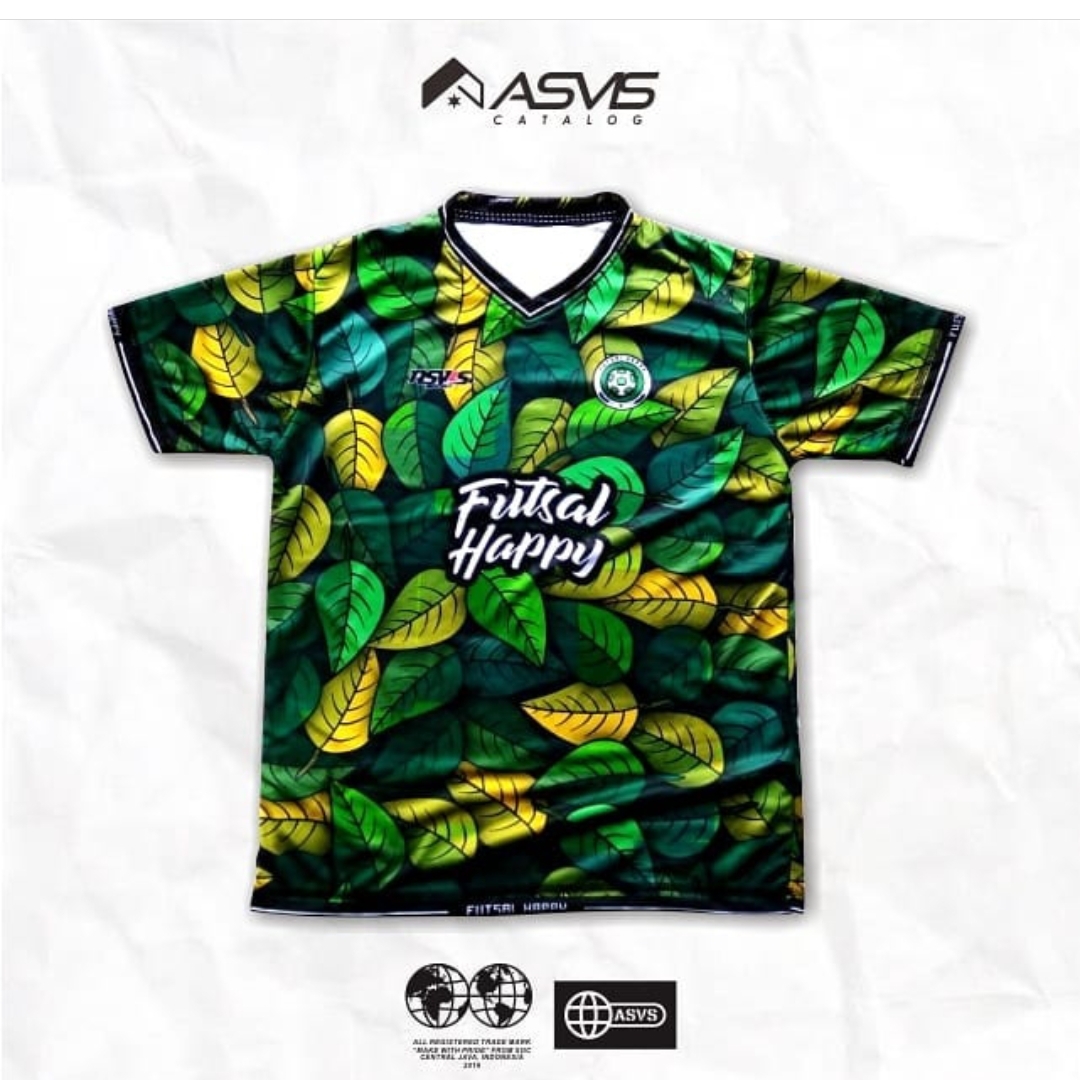 ASVS
CATALOG
ASVS
Futsal
Happy
FUTSAL HAPPY
ASVS
ALL REGISTERED TRADE MARK
"MAKE WITH PRIDE" FROM
CENTRAL JAVA, INDONESIA
2019